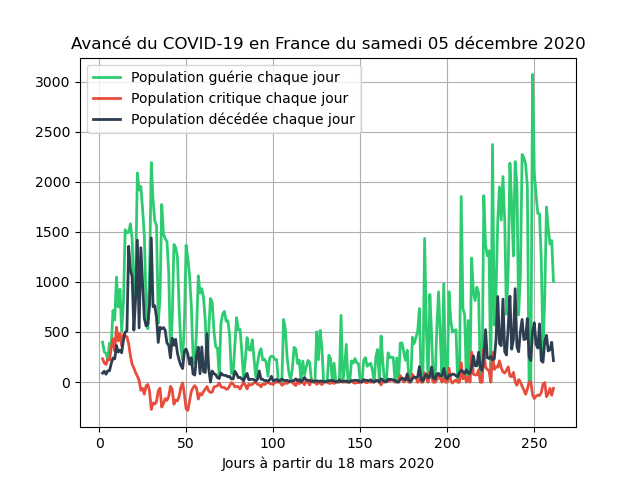 Avancé du COVID-19 en France du samedi 05 décembre 2020
Population guérie chaque jour
Population critique chaque jour
Population décédée chaque jour
3000
2500
2000
1500
1000
500
0
0 50 100 150 200 250
Jours à partir du 18 mars 2020